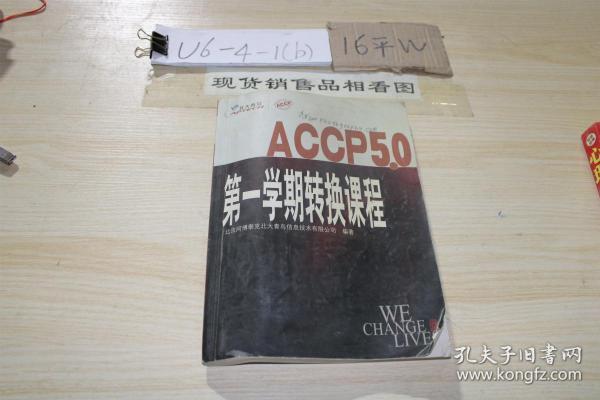 U6-4-1(b)
16平W
现货销售品相看图
ACCP5.0
第一学期转换课程
北京阿博泰克北大青鸟信息技术有限公司 编著
WE
CHANGE
LIVES
孔夫子旧书网
www.kongfz.com